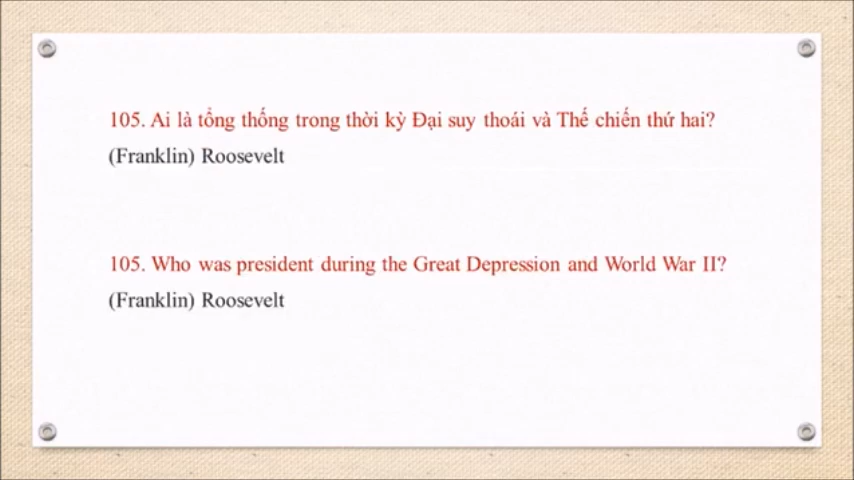 105. Ai là tổng thống trong thời kỳ Đại suy thoái và Thế chiến thứ hai?
(Franklin) Roosevelt
105. Who was president during the Great Depression and World War II?
(Franklin) Roosevelt